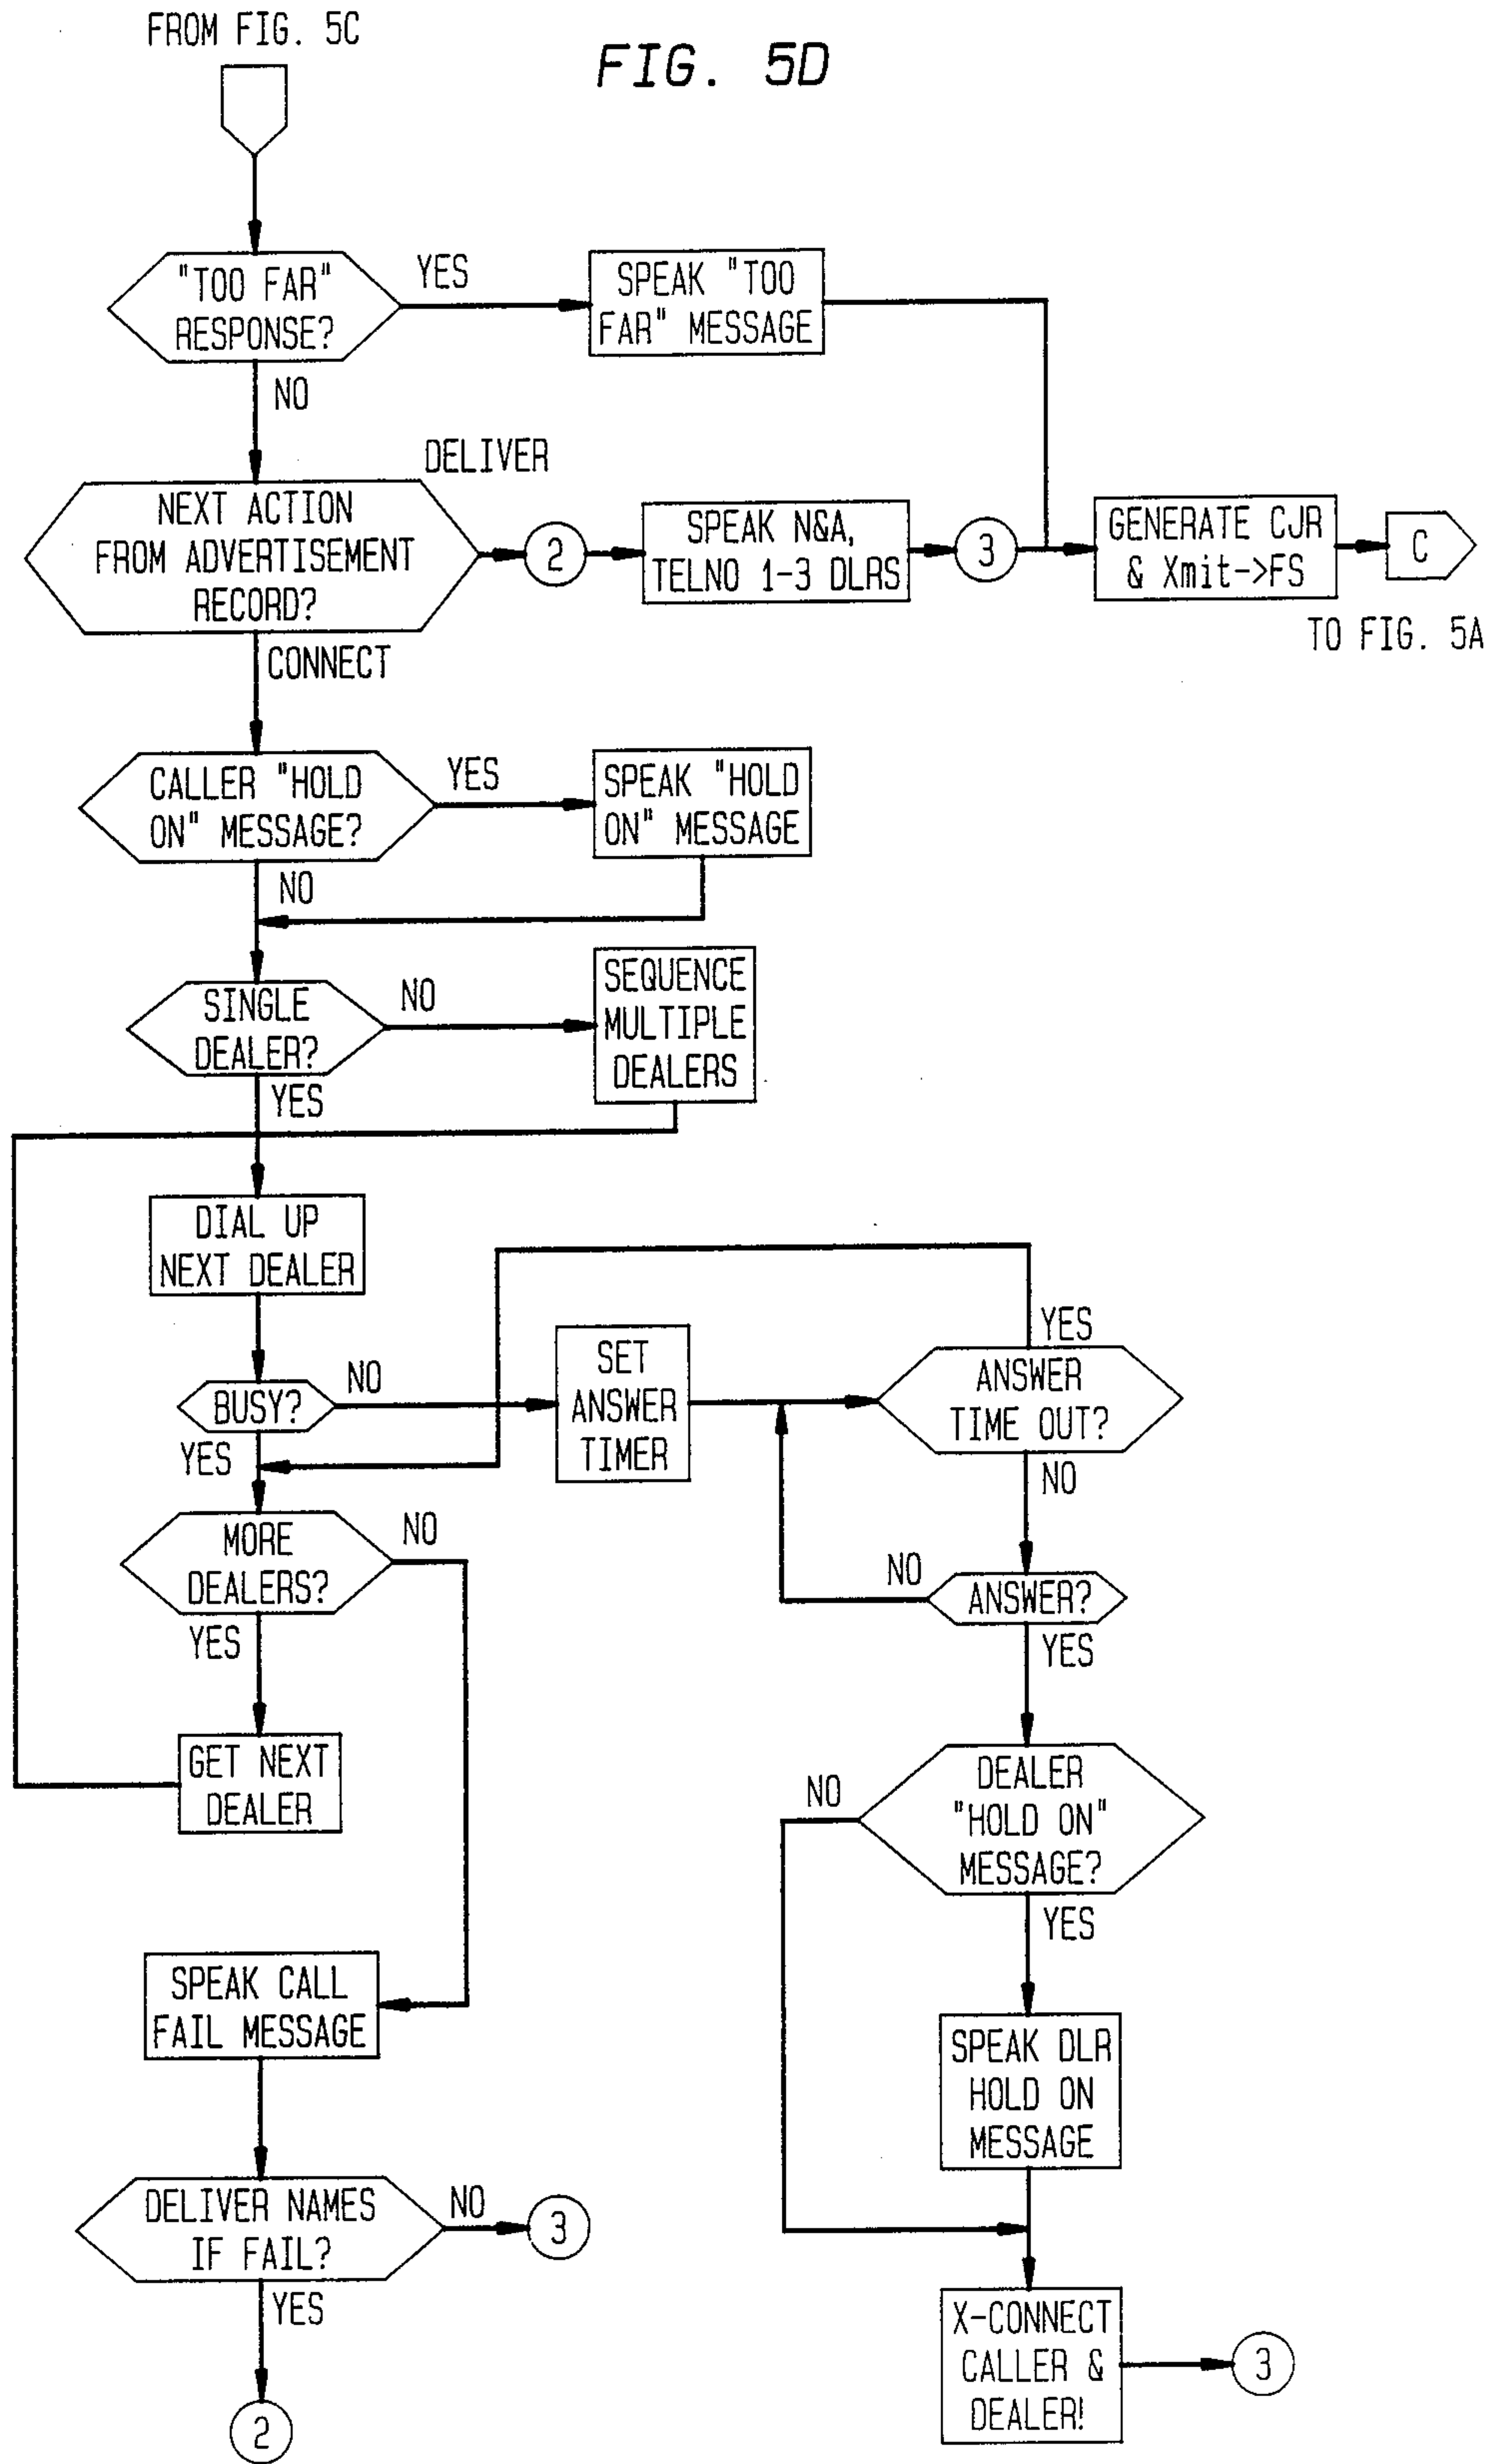 FROM FIG. 5C
FIG. 5D
"TOO FAR"
RESPONSE?
YES
SPEAK "TOO
FAR" MESSAGE
NO
DELIVER
NEXT ACTION
FROM ADVERTISEMENT
RECORD?
2
SPEAK N&A,
TELNO 1-3 DLRS
3
GENERATE CJR
& Xmit->FS
C
TO FIG. 5A
CONNECT
CALLER "HOLD
ON" MESSAGE?
YES
SPEAK "HOLD
ON" MESSAGE
NO
SINGLE
DEALER?
NO
SEQUENCE
MULTIPLE
DEALERS
YES
DIAL UP
NEXT DEALER
BUSY?
NO
SET
ANSWER
TIMER
YES
ANSWER
TIME OUT?
YES
NO
MORE
DEALERS?
NO
NO
ANSWER?
YES
YES
GET NEXT
DEALER
NO
DEALER
"HOLD ON"
MESSAGE?
YES
SPEAK CALL
FAIL MESSAGE
SPEAK DLR
HOLD ON
MESSAGE
DELIVER NAMES
IF FAIL?
NO
3
YES
2
X-CONNECT
CALLER &
DEALER!
3